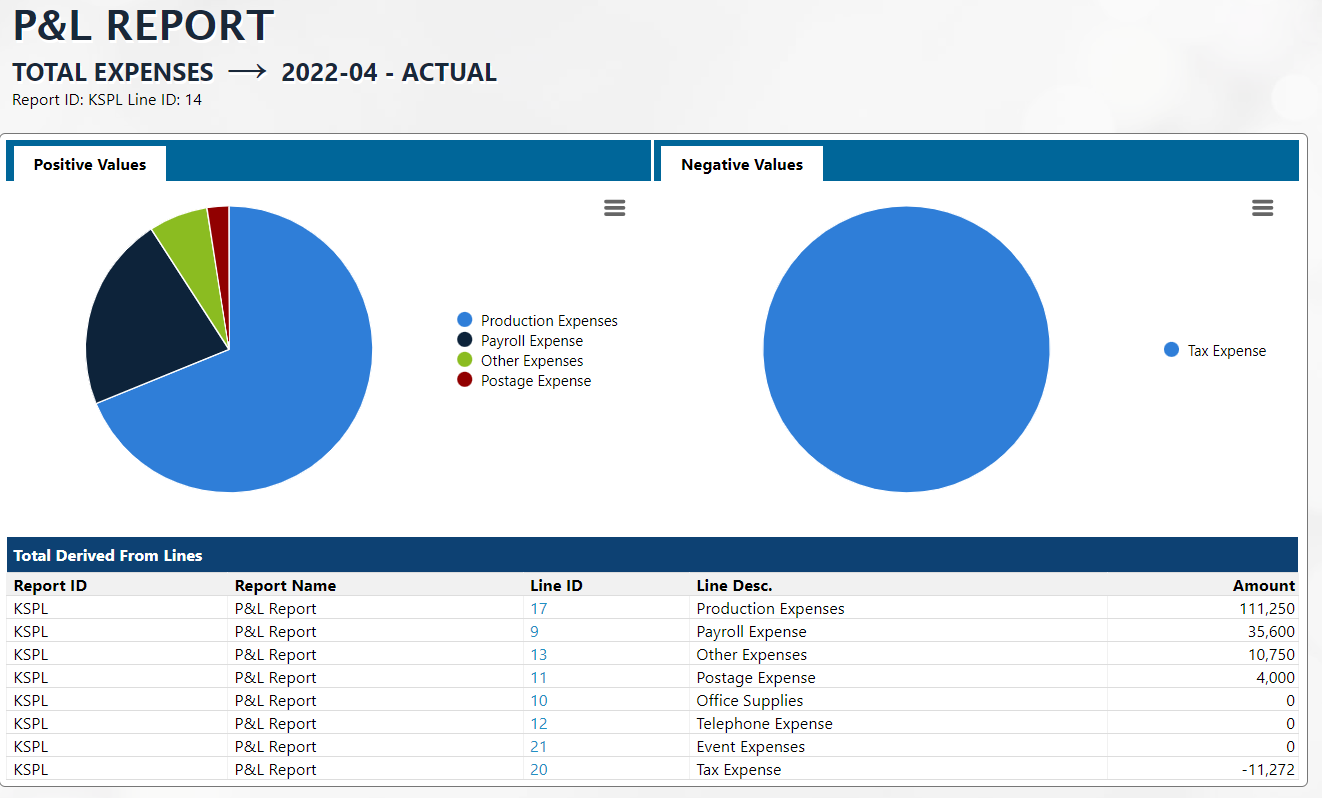 P&L REPORT
TOTAL EXPENSES → 2022-04 - ACTUAL
Report ID: KSPL Line ID: 14
Positive Values
Negative Values
Production Expenses
Payroll Expense
Other Expenses
Postage Expense
Tax Expense
Total Derived From Lines
Report ID Report Name Line ID Line Desc. Amount
KSPL P&L Report 17 Production Expenses 111,250
KSPL P&L Report 9 Payroll Expense 35,600
KSPL P&L Report 13 Other Expenses 10,750
KSPL P&L Report 11 Postage Expense 4,000
KSPL P&L Report 10 Office Supplies 0
KSPL P&L Report 12 Telephone Expense 0
KSPL P&L Report 21 Event Expenses 0
KSPL P&L Report 20 Tax Expense -11,272